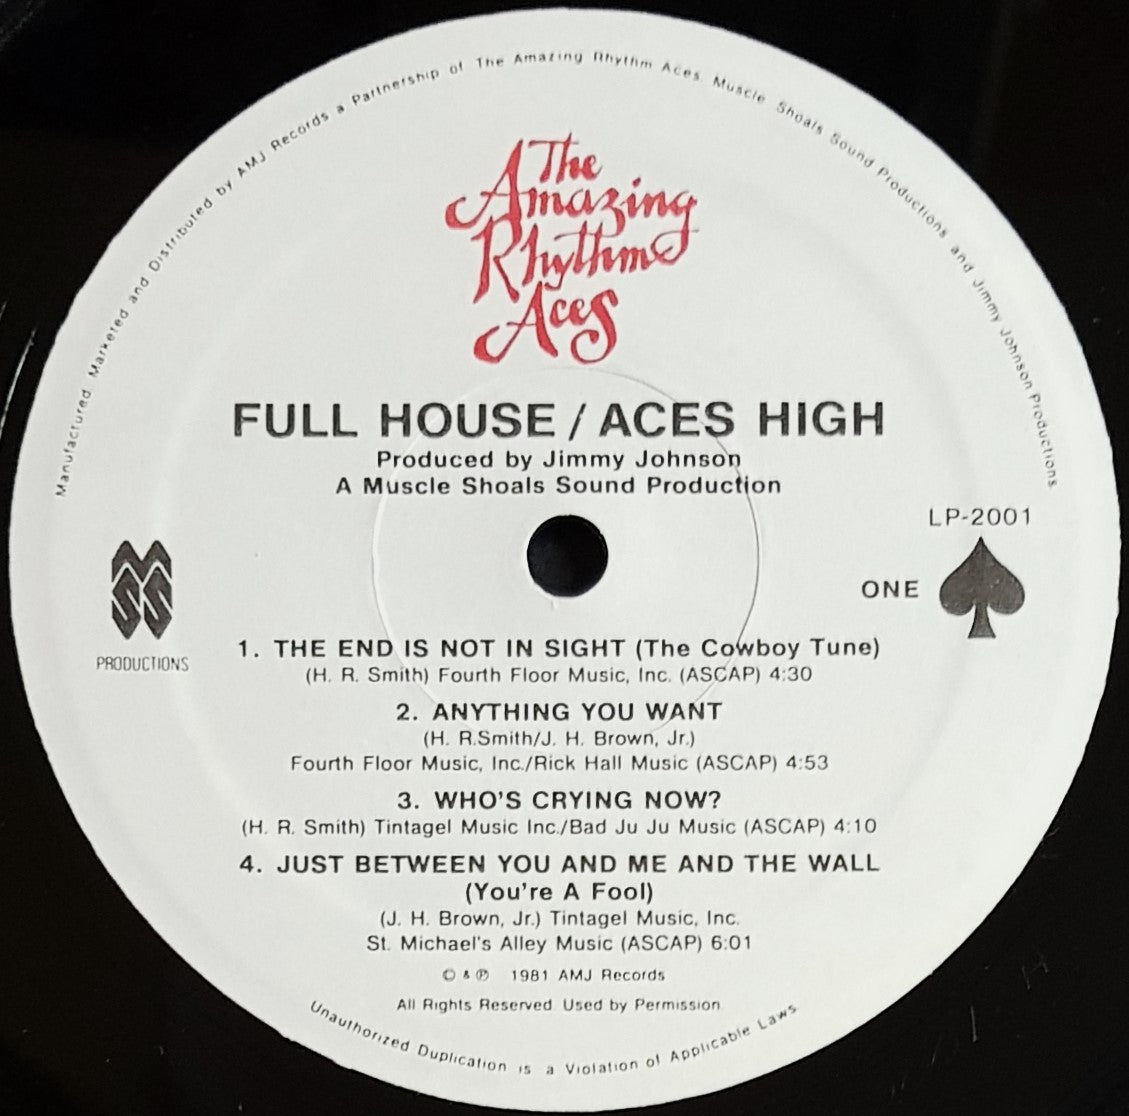 Manufactured Marketed and Distributed by AMJ Records a Partnership of The Amazing Rhythm Aces, Muscle Shoals Sound Productions and Jimmy Johnson Productions.
The
Amazing
Rhythm
Aces
FULL HOUSE / ACES HIGH
Produced by Jimmy Johnson
A Muscle Shoals Sound Production
LP-2001
ONE
MSS
PRODUCTIONS
1. THE END IS NOT IN SIGHT (The Cowboy Tune)
(H. R. Smith) Fourth Floor Music, Inc. (ASCAP) 4:30
2. ANYTHING YOU WANT
(H. R.Smith/J. H. Brown, Jr.)
Fourth Floor Music, Inc./Rick Hall Music (ASCAP) 4:53
3. WHO'S CRYING NOW?
(H. R. Smith) Tintagel Music Inc./Bad Ju Ju Music (ASCAP) 4:10
4. JUST BETWEEN YOU AND ME AND THE WALL
(You're A Fool)
(J. H. Brown, Jr.) Tintagel Music, Inc.
St. Michael's Alley Music (ASCAP) 6:01
© & ℗ 1981 AMJ Records
All Rights Reserved. Used by Permission.
Unauthorized Duplication is a Violation of Applicable Laws.